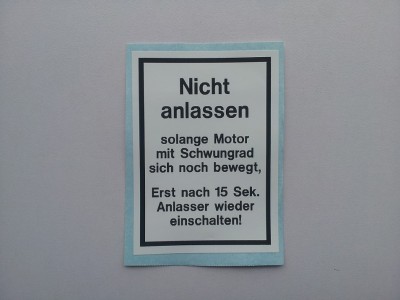 Nicht
anlassen
solange Motor
mit Schwungrad
sich noch bewegt,
Erst nach 15 Sek.
Anlasser wieder
einschalten!